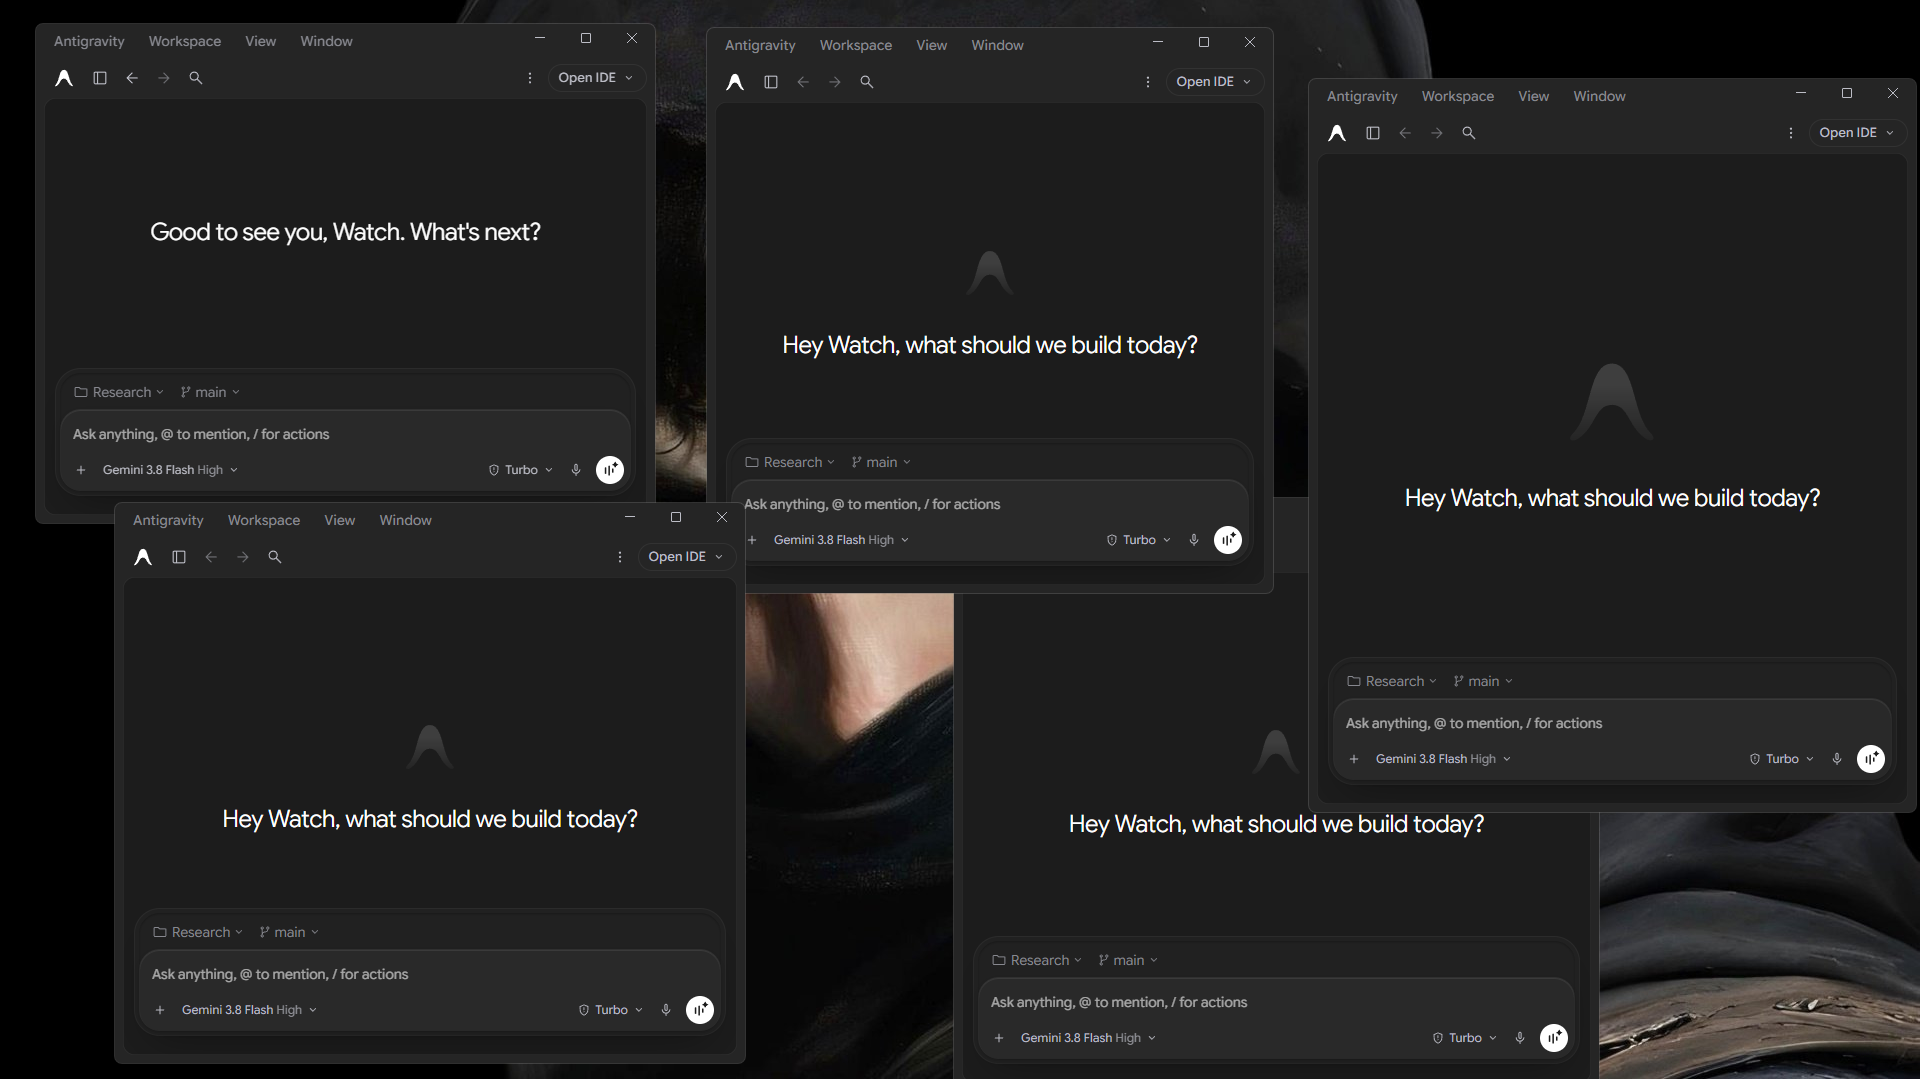 Antigravity Workspace View Window
Open IDE
Good to see you, Watch. What's next?
Research main
Ask anything, @ to mention, / for actions
Gemini 3.8 Flash High Turbo
Antigravity Workspace View Window
Open IDE
Hey Watch, what should we build today?
Research main
Ask anything, @ to mention, / for actions
Gemini 3.8 Flash High Turbo
Antigravity Workspace View Window
Open IDE
Hey Watch, what should we build today?
Research main
Ask anything, @ to mention, / for actions
Gemini 3.8 Flash High Turbo
Antigravity Workspace View Window
Open IDE
Hey Watch, what should we build today?
Research main
Ask anything, @ to mention, / for actions
Gemini 3.8 Flash High Turbo
Hey Watch, what should we build today?
Research main
Ask anything, @ to mention, / for actions
Gemini 3.8 Flash High Turbo